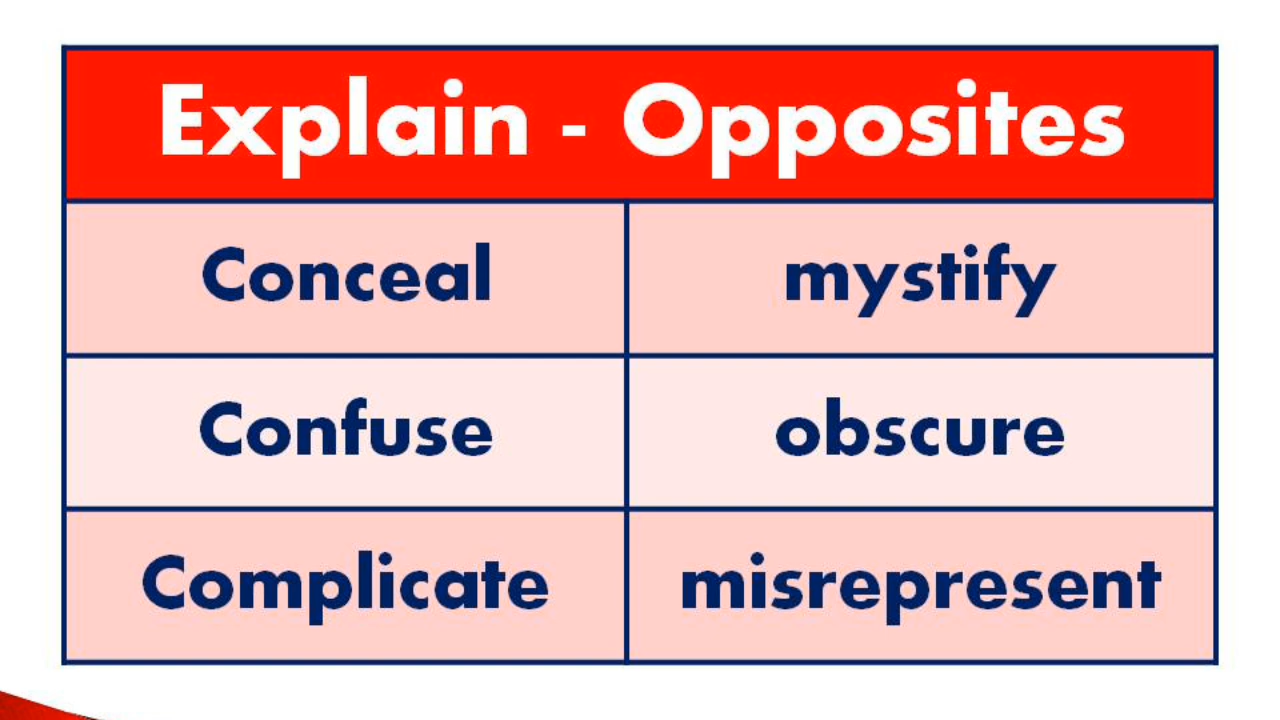 Explain - Opposites
Conceal mystify
Confuse obscure
Complicate misrepresent